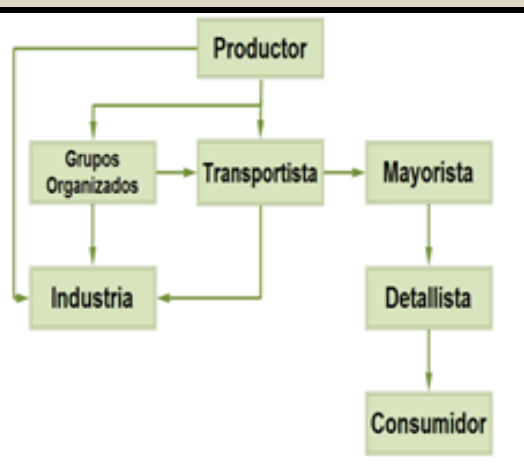 Productor
Grupos
Organizados
Transportista
Mayorista
Industria
Detallista
Consumidor